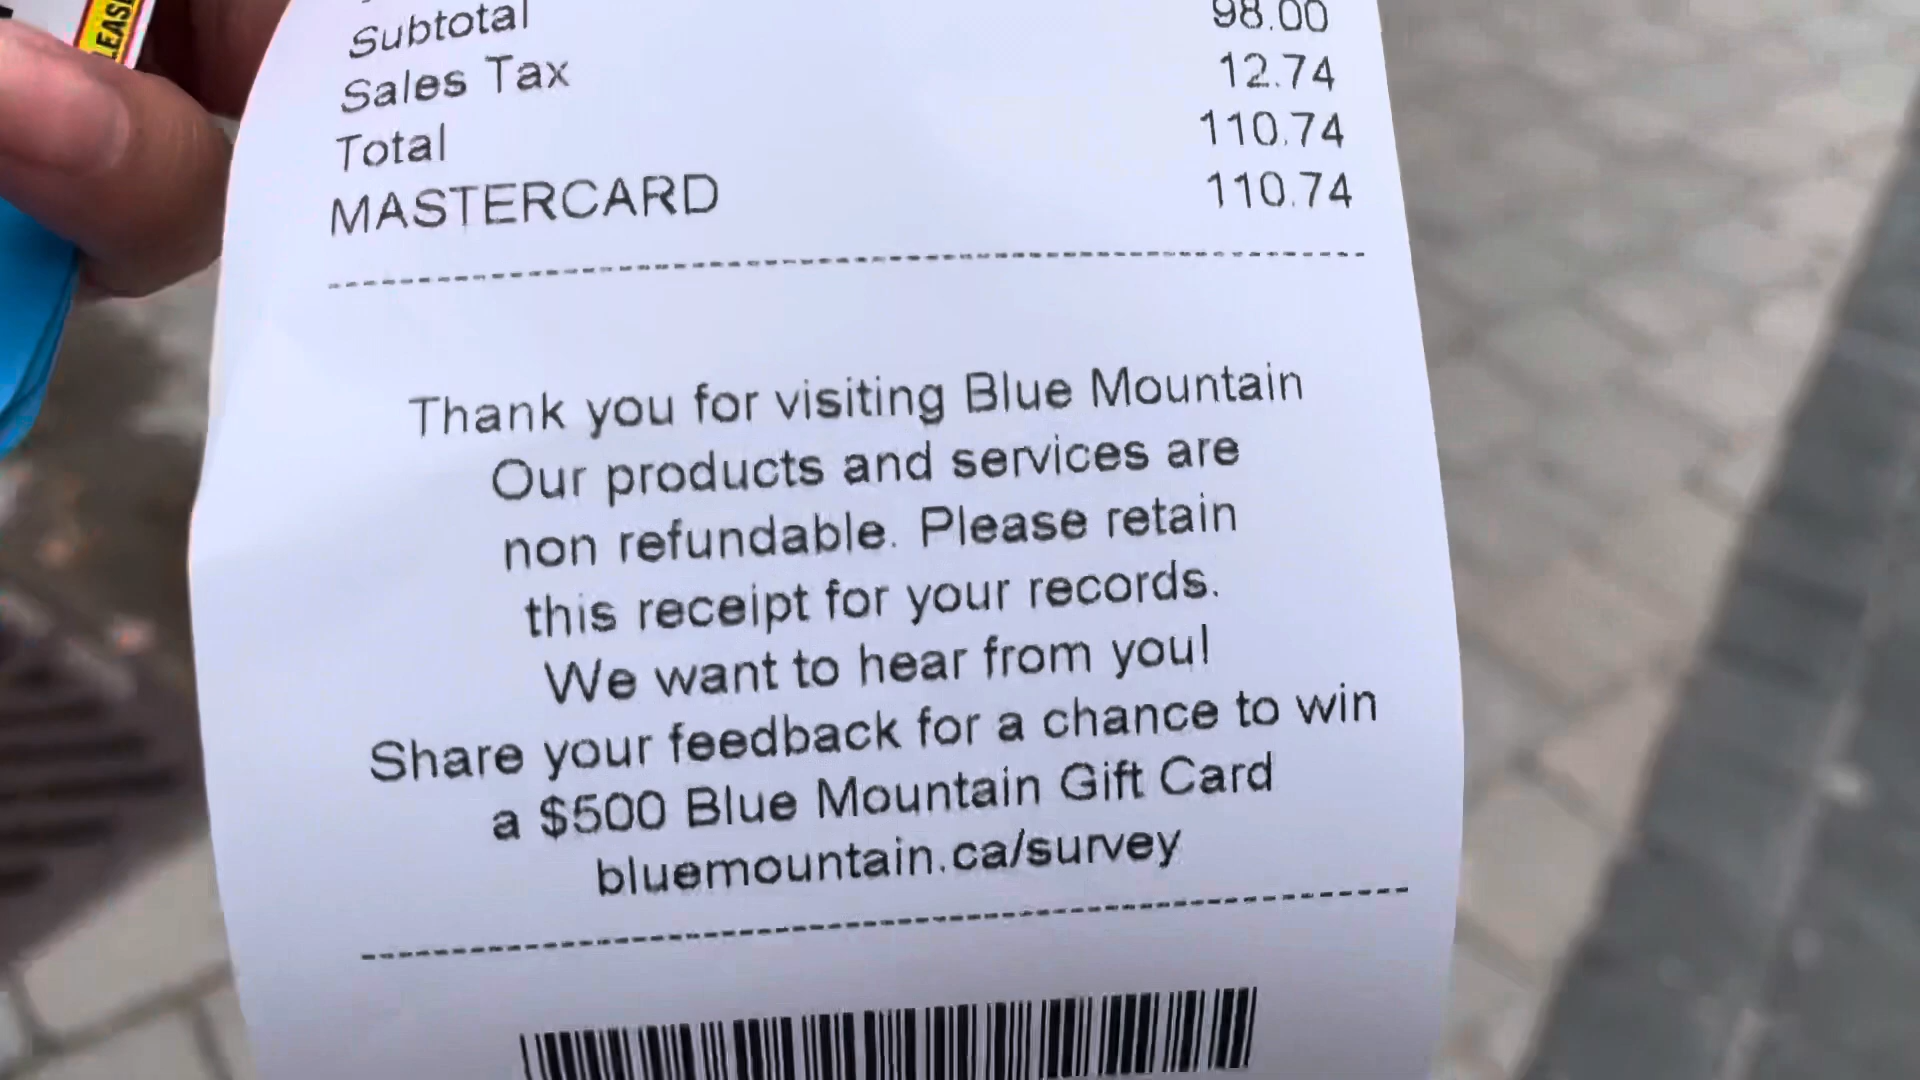 LEAS
Subtotal 98.00
Sales Tax 12.74
Total 110.74
MASTERCARD 110.74
Thank you for visiting Blue Mountain
Our products and services are
non refundable. Please retain
this receipt for your records.
We want to hear from you!
Share your feedback for a chance to win
a $500 Blue Mountain Gift Card
bluemountain.ca/survey